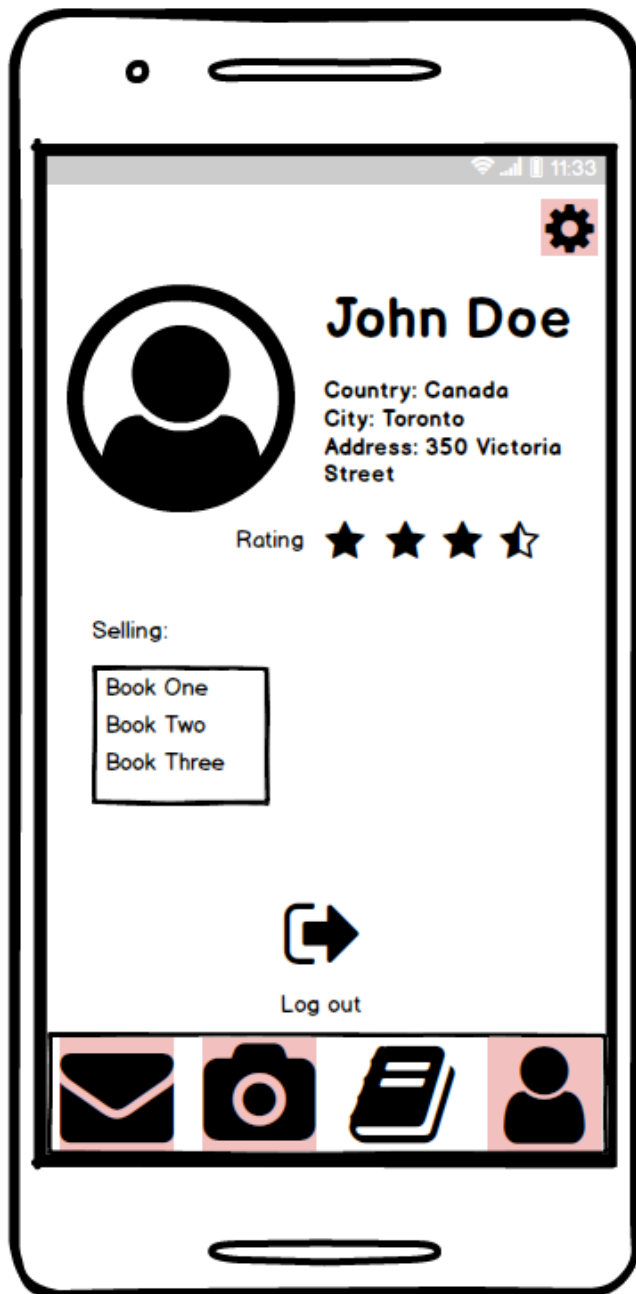 11:33
John Doe
Country: Canada
City: Toronto
Address: 350 Victoria
Street
Rating
Selling:
Book One
Book Two
Book Three
Log out